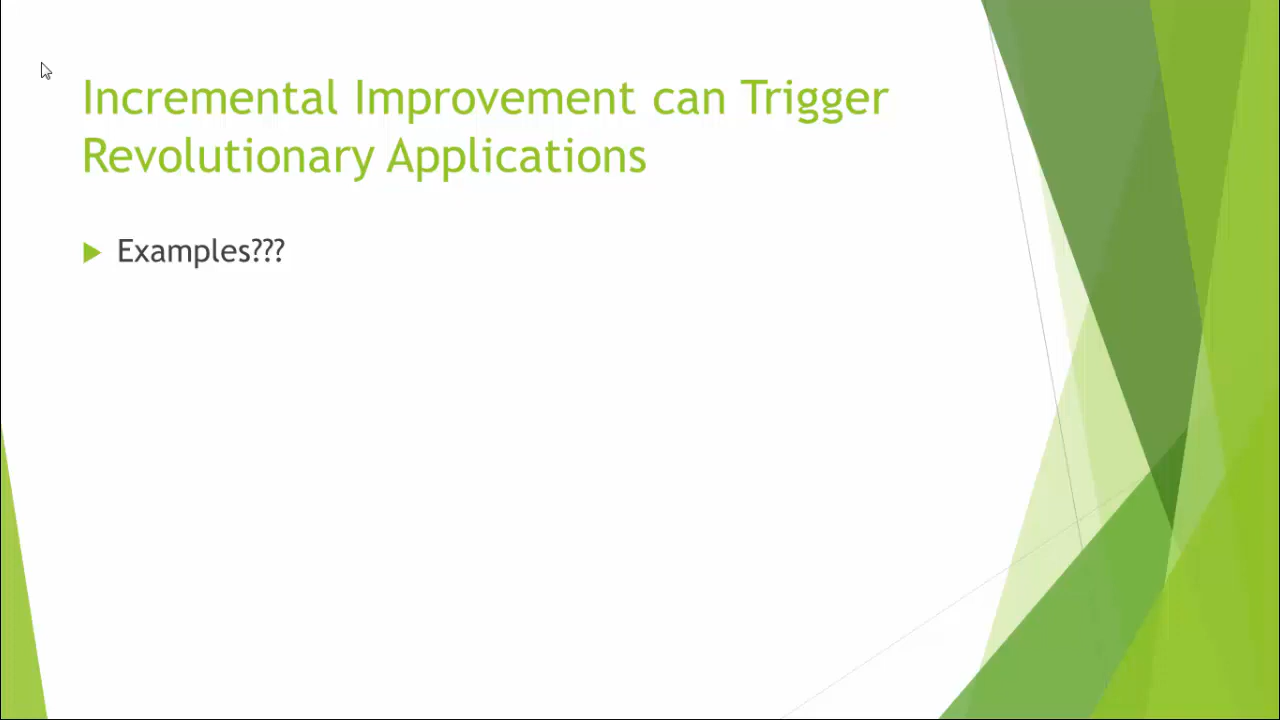 Incremental Improvement can Trigger
Revolutionary Applications
Examples???